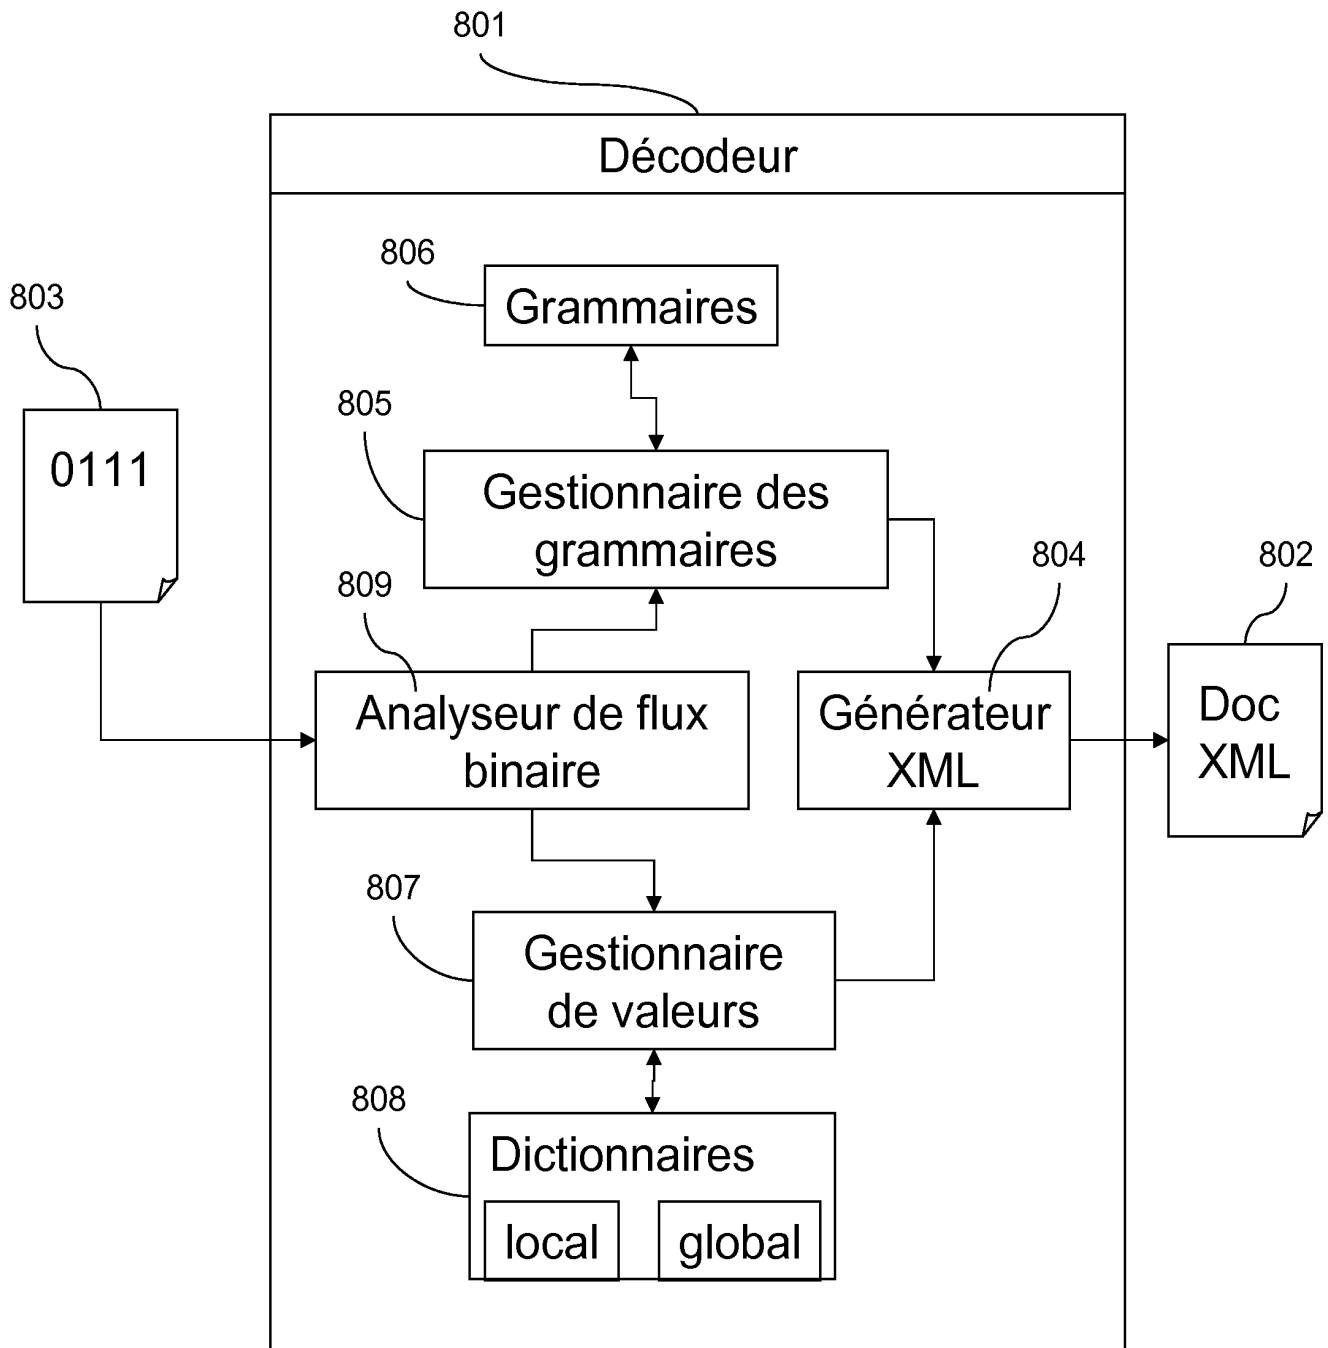 801
Décodeur
806
Grammaires
803
0111
805
Gestionnaire des
grammaires
809
Analyseur de flux
binaire
804
Générateur
XML
802
Doc
XML
807
Gestionnaire
de valeurs
808
Dictionnaires
local
global